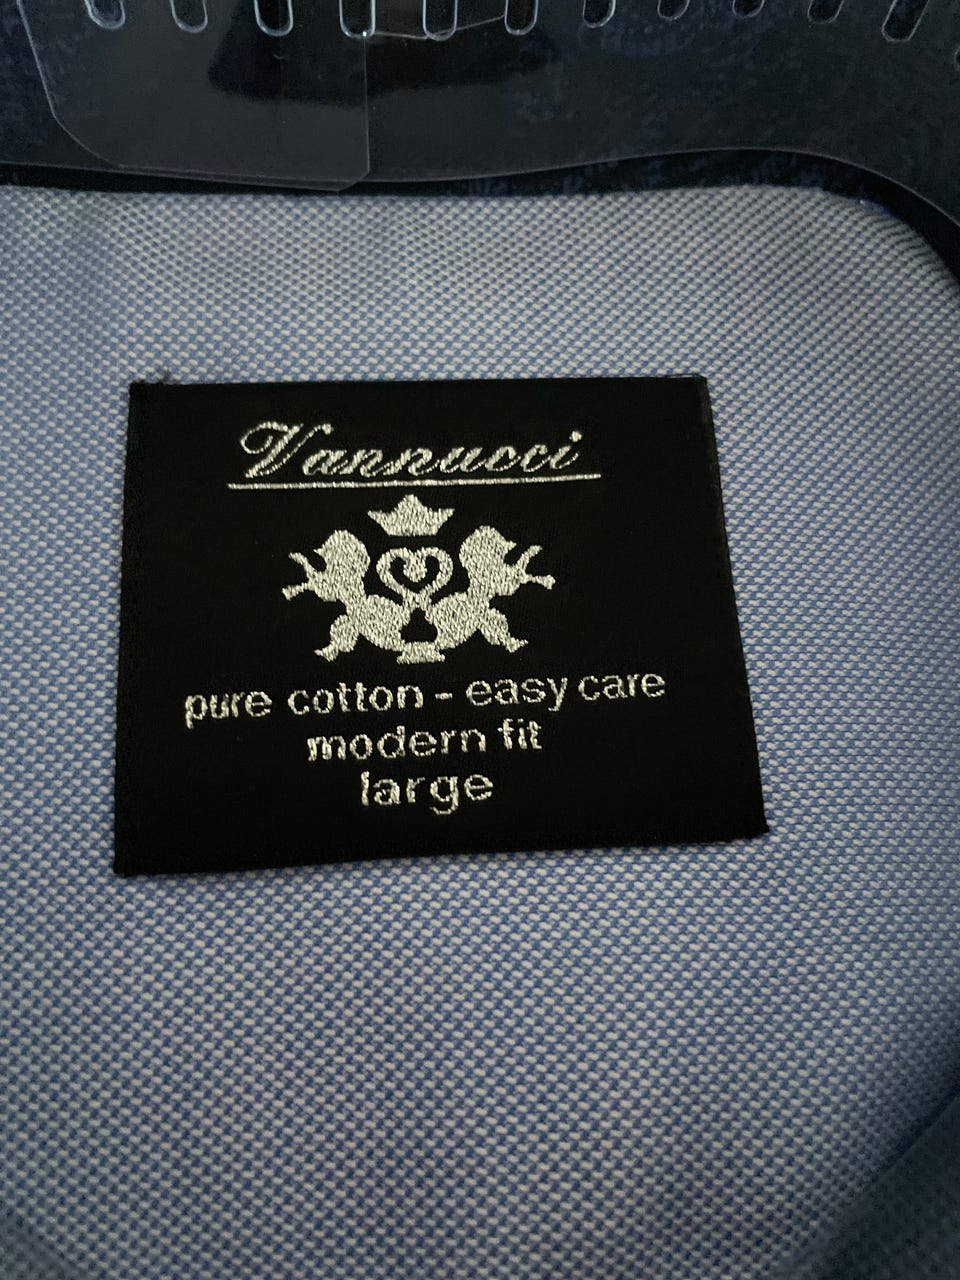 Vannucci
pure cotton - easy care
modern fit
large